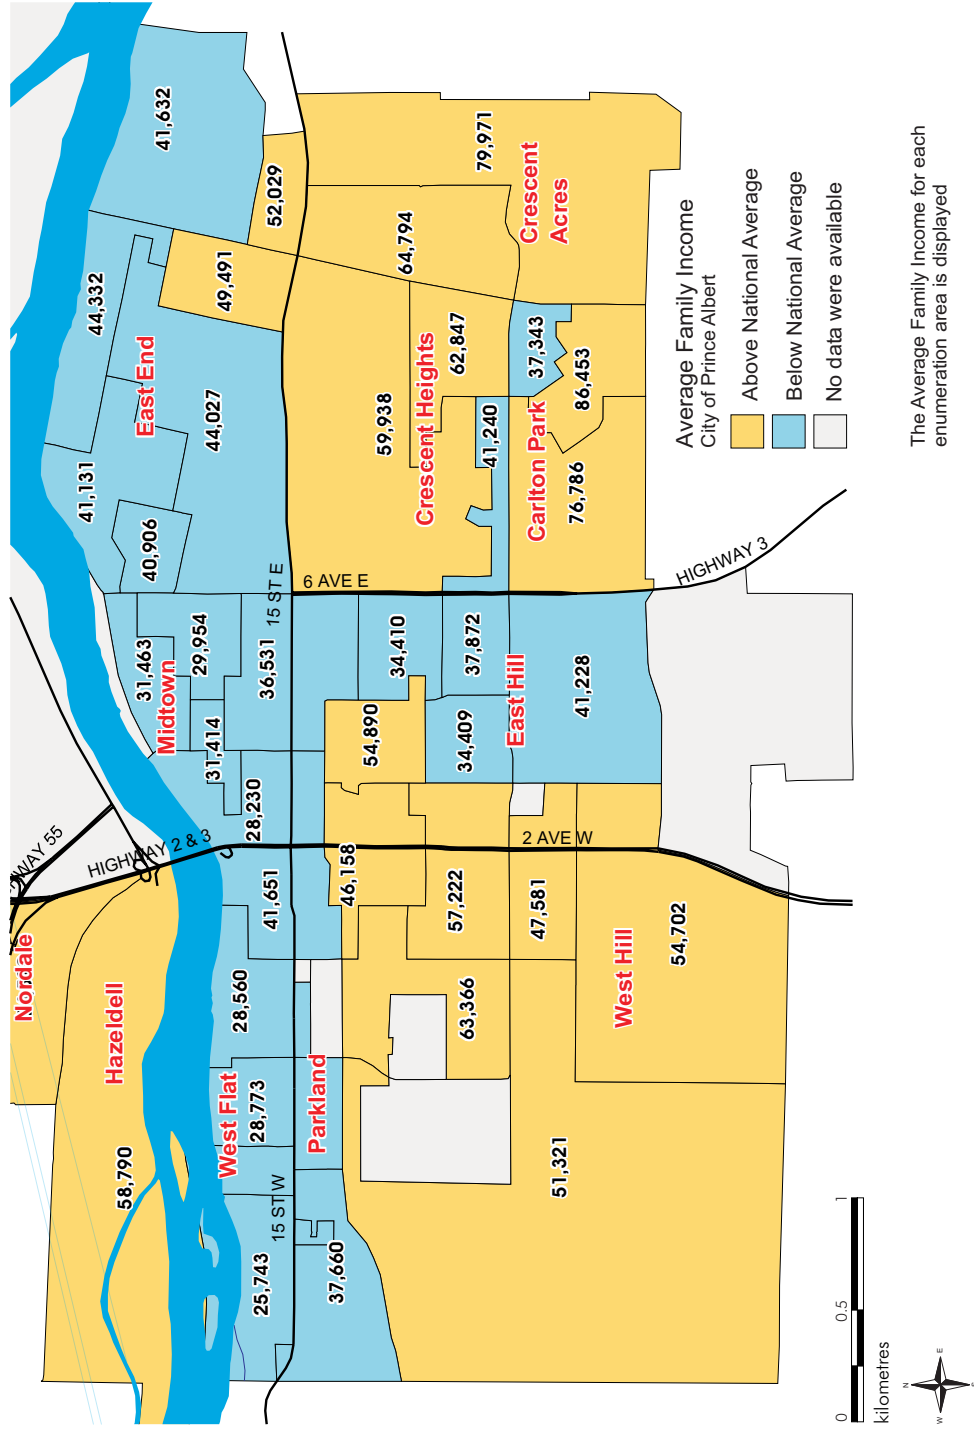 Nordale
WAY 55
41,131
44,332
Hazeldell
58,790
HIGHWAY 2 & 3
31,463
40,906
East End
41,632
Midtown
29,954
31,414
44,027
49,491
West Flat
28,773
28,560
25,743
41,651
28,230
36,531
52,029
15 ST W
15 ST E
Parkland
6 AVE E
37,660
46,158
54,890
34,410
59,938
64,794
Crescent Heights
62,847
63,366
57,222
34,409
37,872
41,240
79,971
East Hill
Crescent
Acres
47,581
2 AVE W
Carlton Park
37,343
51,321
41,228
76,786
86,453
West Hill
54,702
HIGHWAY 3
Average Family Income
City of Prince Albert
Above National Average
Below National Average
No data were available
The Average Family Income for each
enumeration area is displayed
0 0.5 1
kilometres
N
W E
S